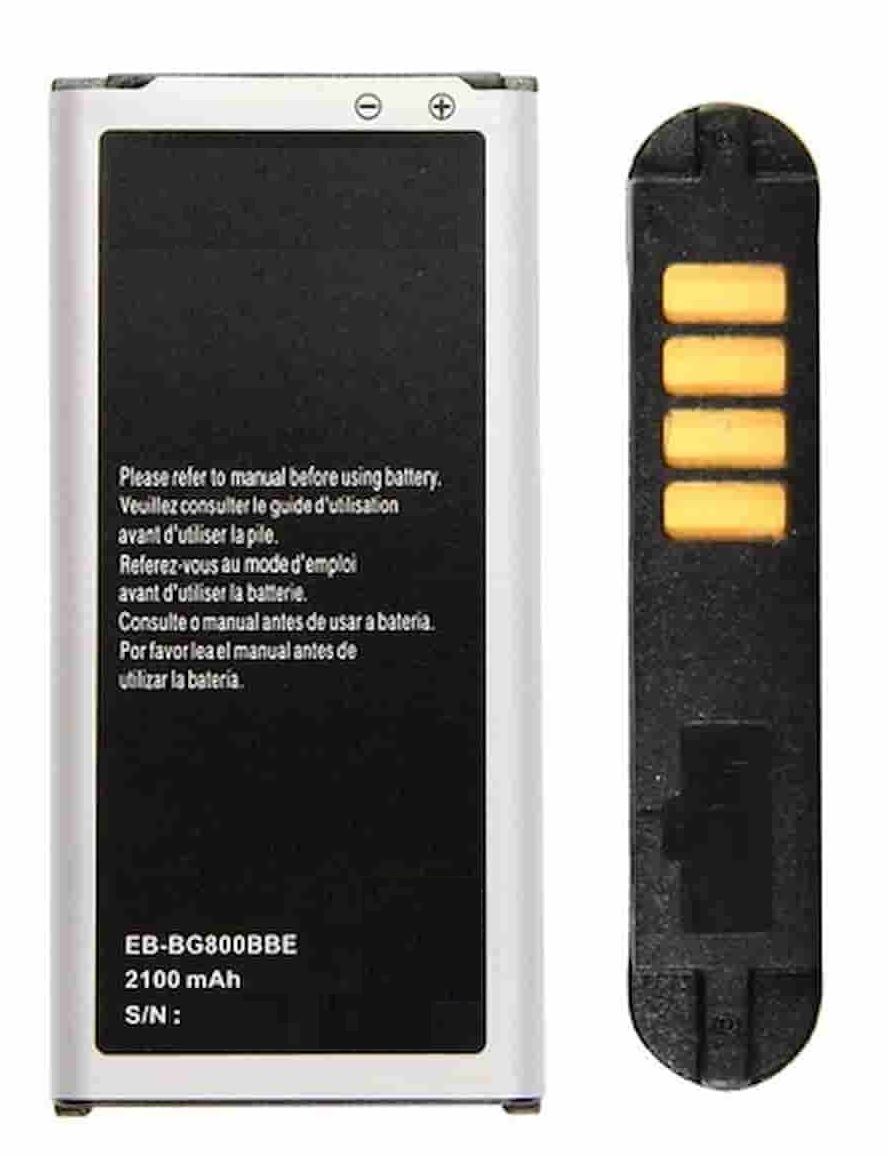 Please refer to manual before using battery.
Veuillez consulter le guide d'utilisation
avant d'utiliser la pile.
Referez-vous au mode d'emploi
avant d'utiliser la batterie.
Consulte o manual antes de usar a bateria.
Por favor lea el manual antes de
utilizar la bateria.
EB-BG800BBE
2100 mAh
S/N :